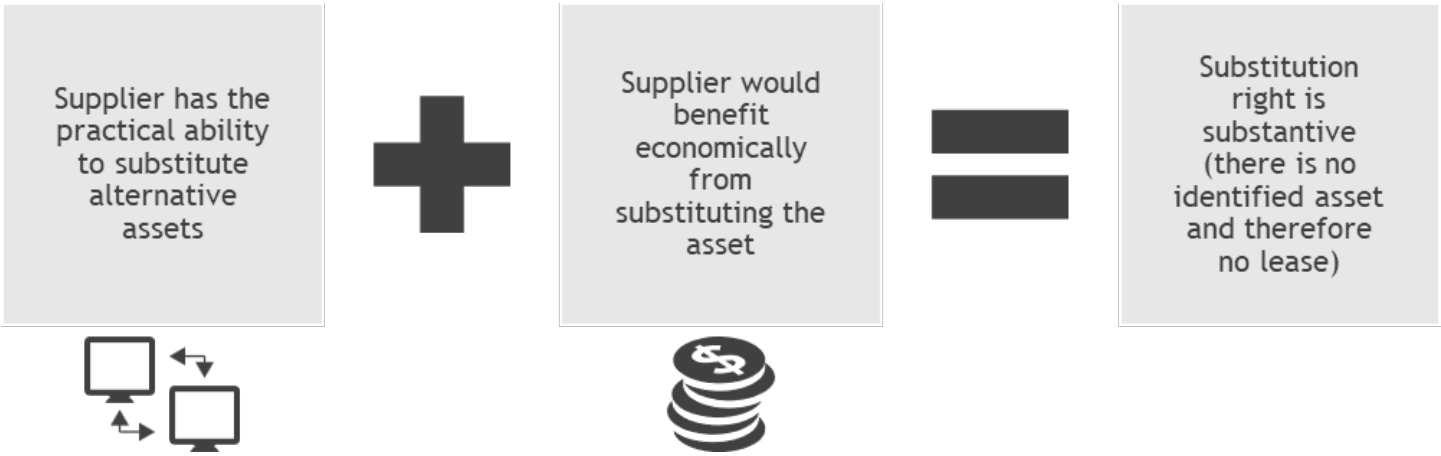 Supplier has the
practical ability
to substitute
alternative
assets
Supplier would
benefit
economically
from
substituting the
asset
Substitution
right is
substantive
(there is no
identified asset
and therefore
no lease)
$